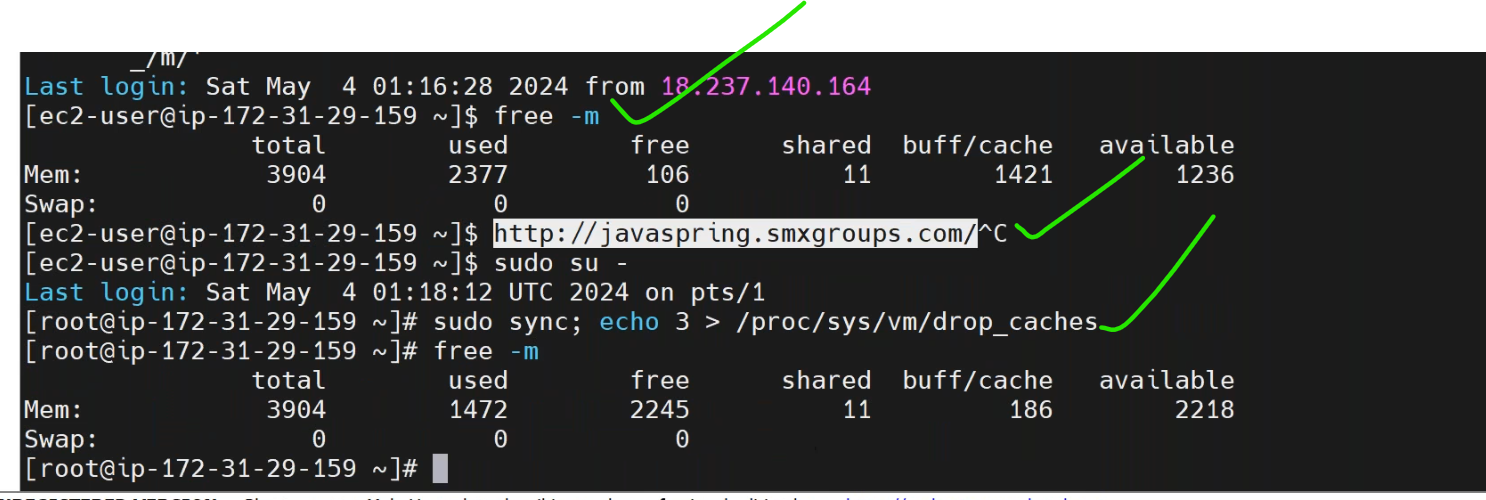 _/m/'
Last login: Sat May  4 01:16:28 2024 from 18.237.140.164
[ec2-user@ip-172-31-29-159 ~]$ free -m
              total        used        free      shared  buff/cache   available
Mem:           3904        2377         106          11        1421        1236
Swap:             0           0           0
[ec2-user@ip-172-31-29-159 ~]$ http://javaspring.smxgroups.com/^C
[ec2-user@ip-172-31-29-159 ~]$ sudo su -
Last login: Sat May  4 01:18:12 UTC 2024 on pts/1
[root@ip-172-31-29-159 ~]# sudo sync; echo 3 > /proc/sys/vm/drop_caches
[root@ip-172-31-29-159 ~]# free -m
              total        used        free      shared  buff/cache   available
Mem:           3904        1472        2245          11         186        2218
Swap:             0           0           0
[root@ip-172-31-29-159 ~]#